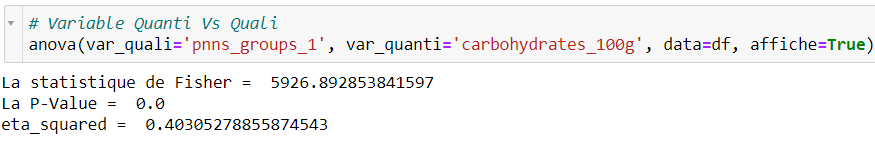 # Variable Quanti Vs Quali
anova(var_quali='pnns_groups_1', var_quanti='carbohydrates_100g', data=df, affiche=True)
La statistique de Fisher =  5926.892853841597
La P-Value =  0.0
eta_squared =  0.40305278855874543